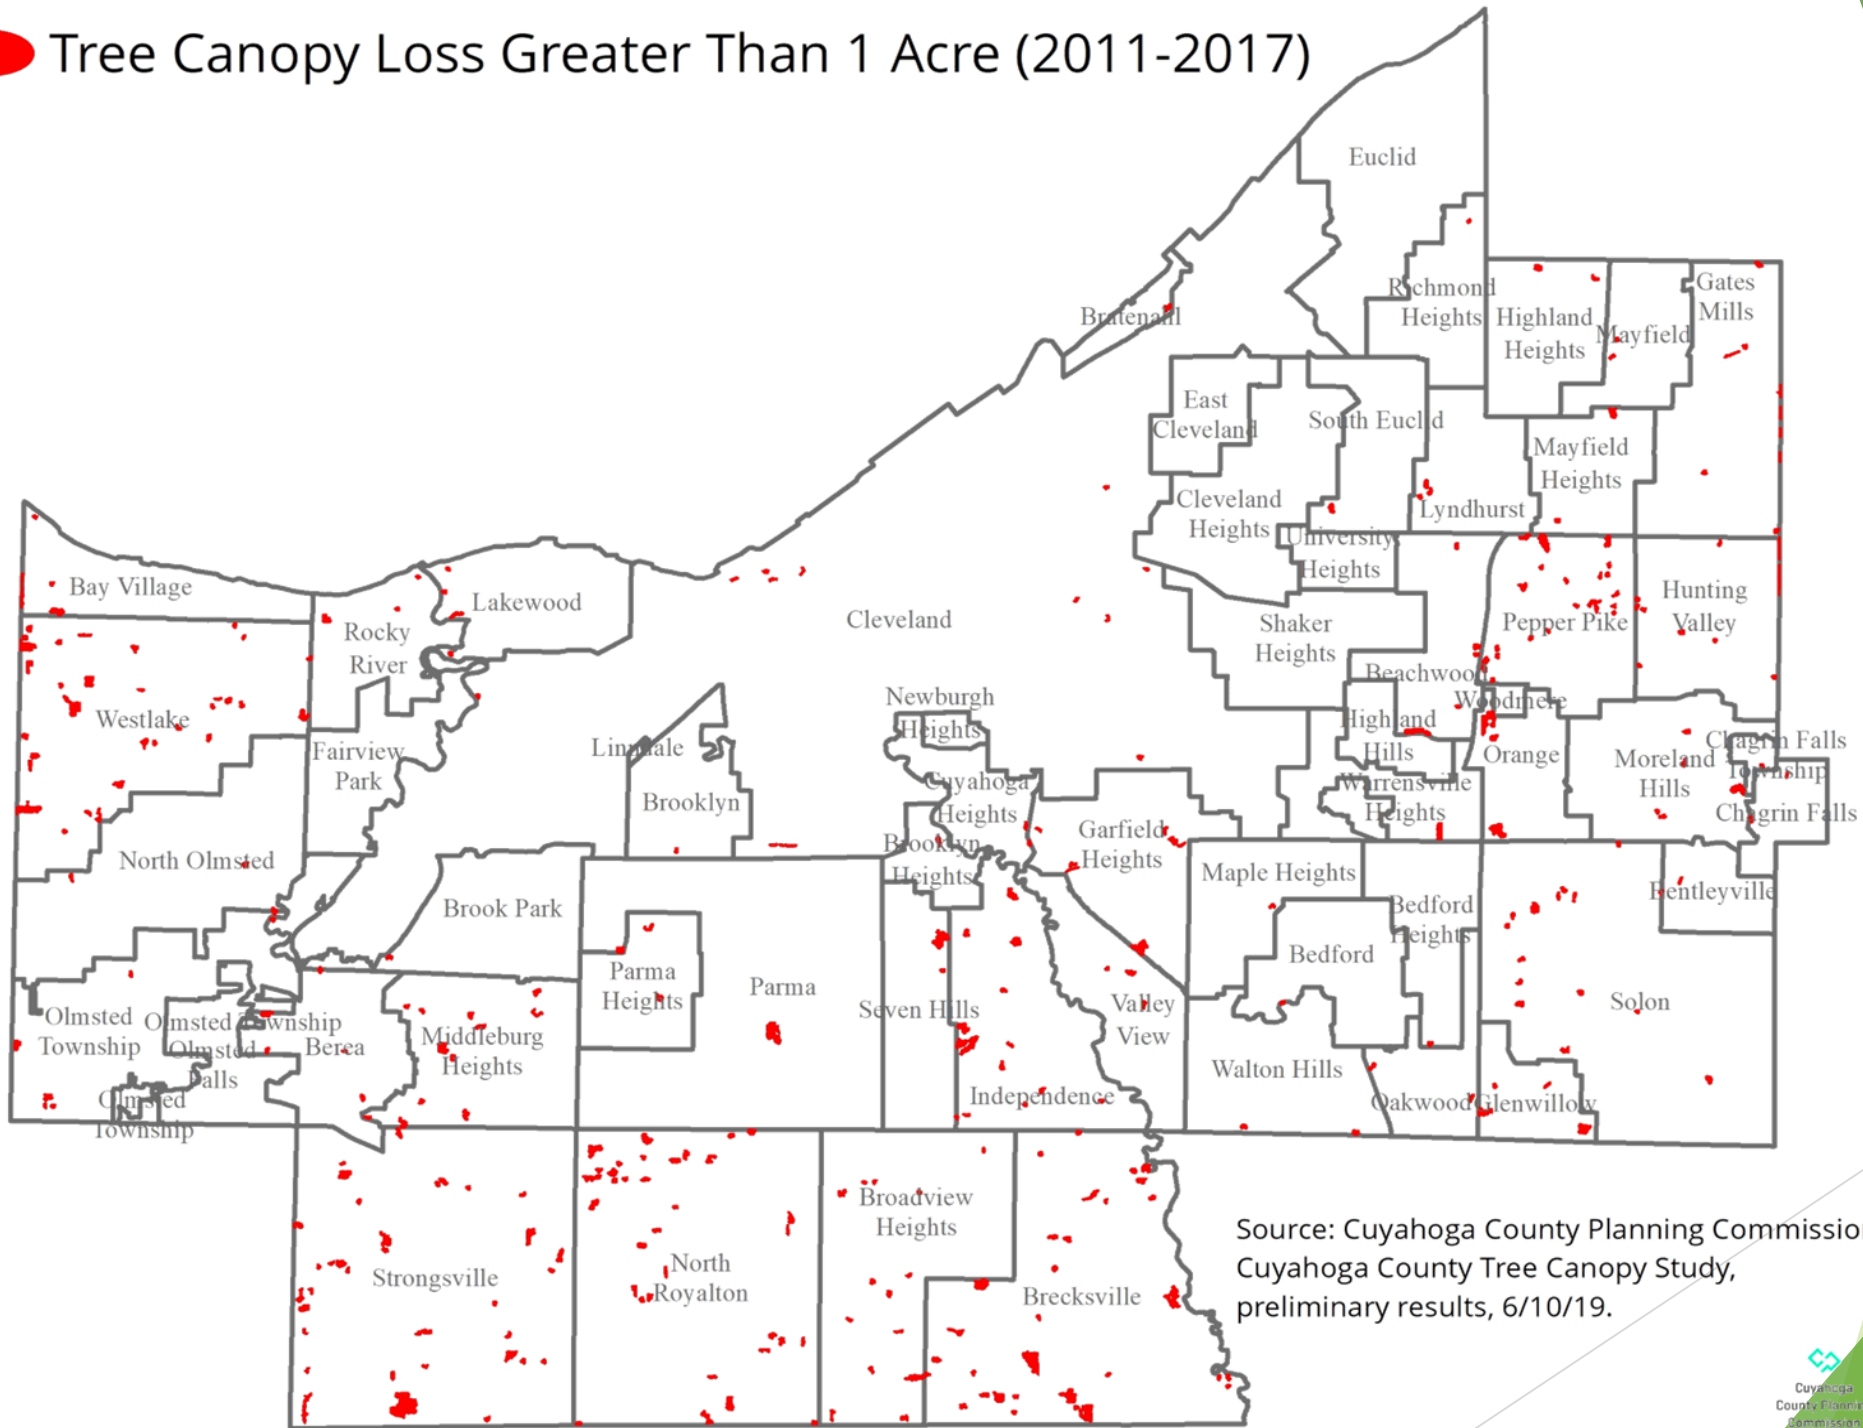 Tree Canopy Loss Greater Than 1 Acre (2011-2017)
Euclid
Richmond
Heights
Highland
Heights
Mayfield
Gates
Mills
Bratenahl
East
Cleveland
South Euclid
Mayfield
Heights
Cleveland
Heights
Lyndhurst
University
Heights
Bay Village
Lakewood
Cleveland
Rocky
River
Shaker
Heights
Pepper Pike
Hunting
Valley
Beachwood
Westlake
Newburgh
Heights
Woodmere
Highland
Hills
Orange
Moreland
Hills
Chagrin Falls
Township
Chagrin Falls
Fairview
Park
Linndale
Brooklyn
Cuyahoga
Heights
Warrensville
Heights
Garfield
Heights
Brooklyn
Heights
North Olmsted
Maple Heights
Bentleyville
Brook Park
Bedford
Heights
Bedford
Parma
Heights
Parma
Seven Hills
Valley
View
Solon
Olmsted
Township
Olmsted Township
Olmsted
Falls
Berea
Middleburg
Heights
Walton Hills
Independence
Oakwood
Glenwillow
Olmsted
Township
Broadview
Heights
Strongsville
North
Royalton
Brecksville
Source: Cuyahoga County Planning Commissio
Cuyahoga County Tree Canopy Study,
preliminary results, 6/10/19.
Cuyahoga
County Planni
Commission